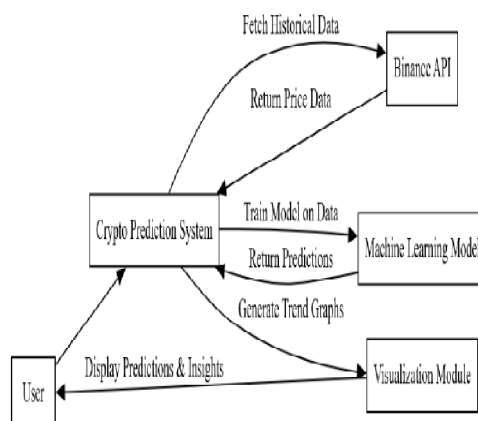 Fetch Historical Data
Binance API
Return Price Data
Train Model on Data
Crypto Prediction System
Machine Learning Model
Return Predictions
Generate Trend Graphs
Display Predictions & Insights
Visualization Module
User